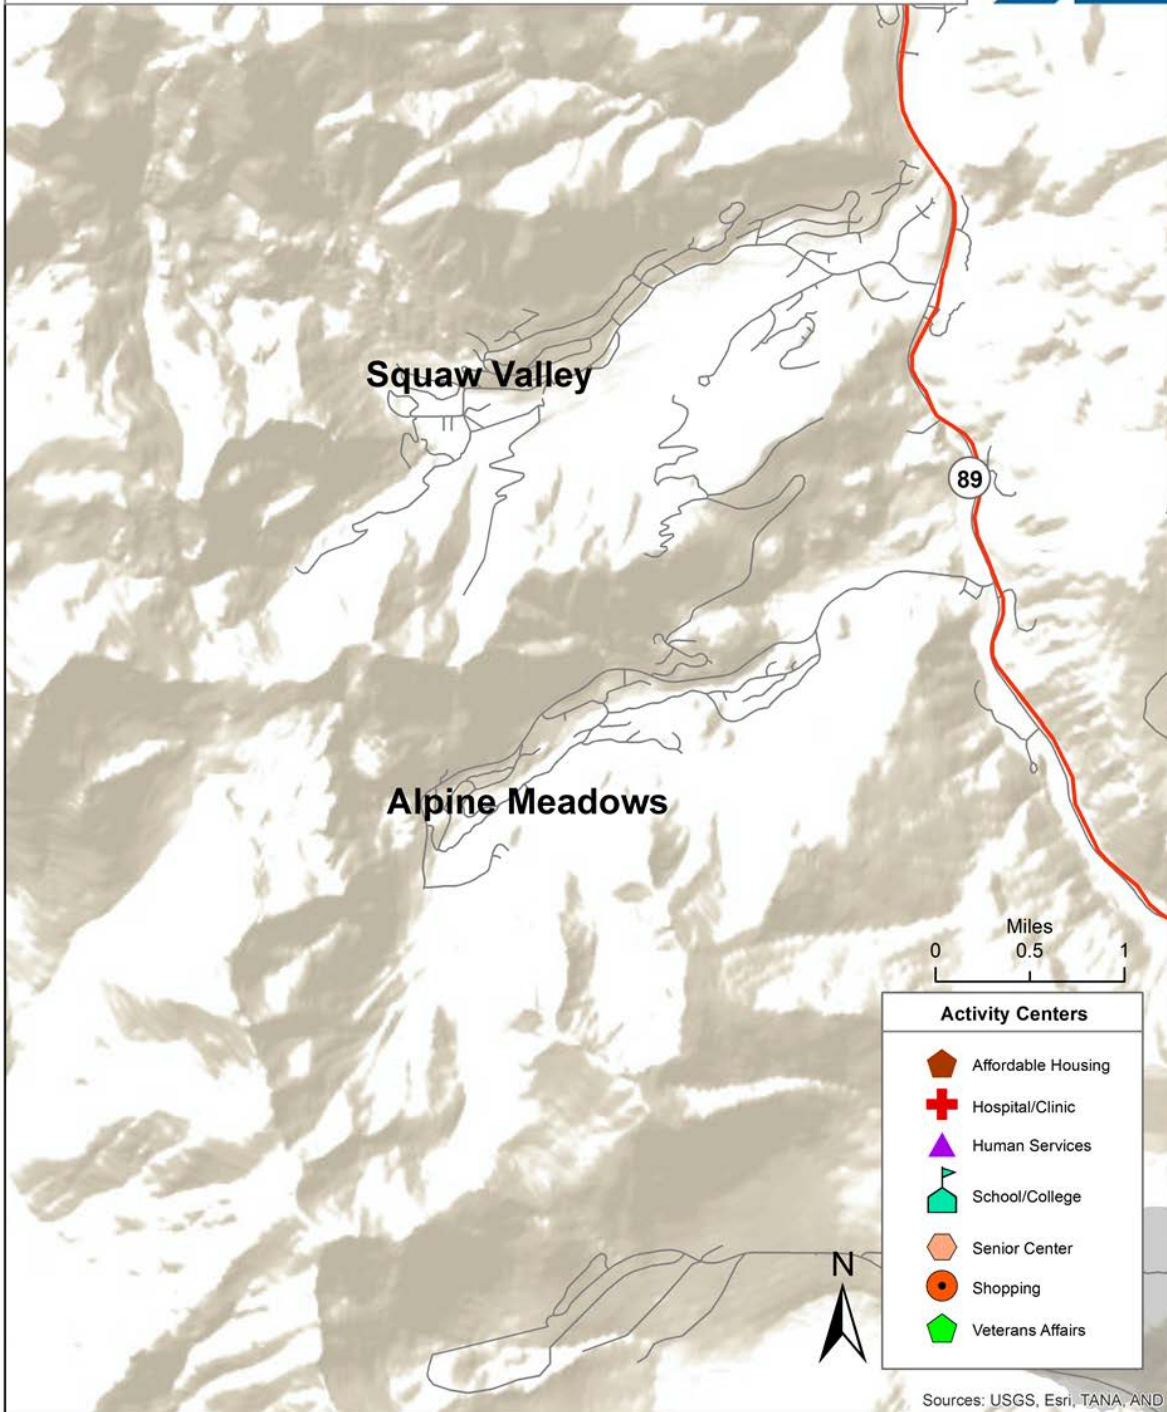 Squaw Valley
89
Alpine Meadows
Miles
0 0.5 1
Activity Centers
Affordable Housing
Hospital/Clinic
Human Services
School/College
Senior Center
Shopping
Veterans Affairs
N
Sources: USGS, Esri, TANA, AND